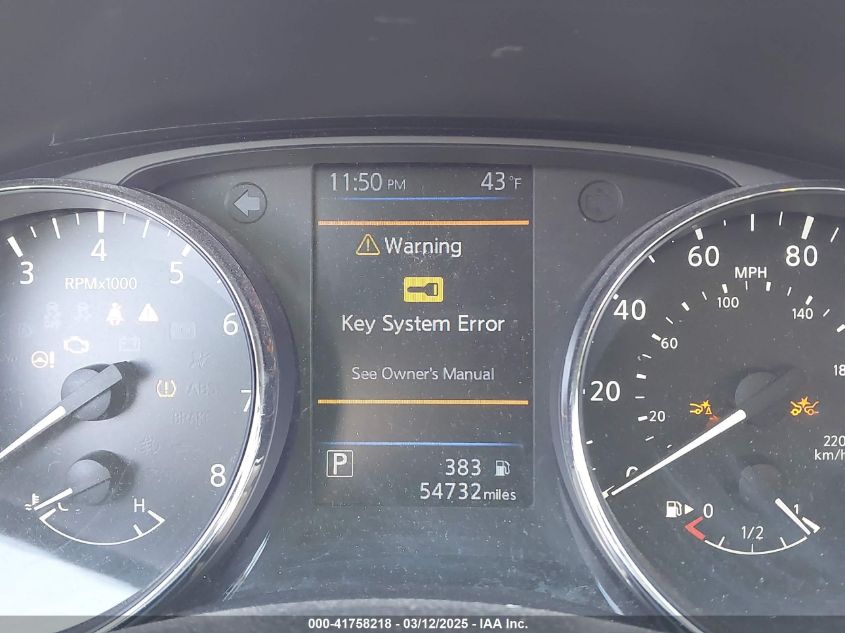 11:50 PM 43°F
Warning
Key System Error
See Owner's Manual
P 383
54732 miles
3 4 5 6 7 8
RPMx1000
ABS
BRAKE
C H
0 20 40 60 80
MPH
20 60 100 140 18
220
km/h
0 1/2 1
000-41758218 - 03/12/2025 - IAA Inc.